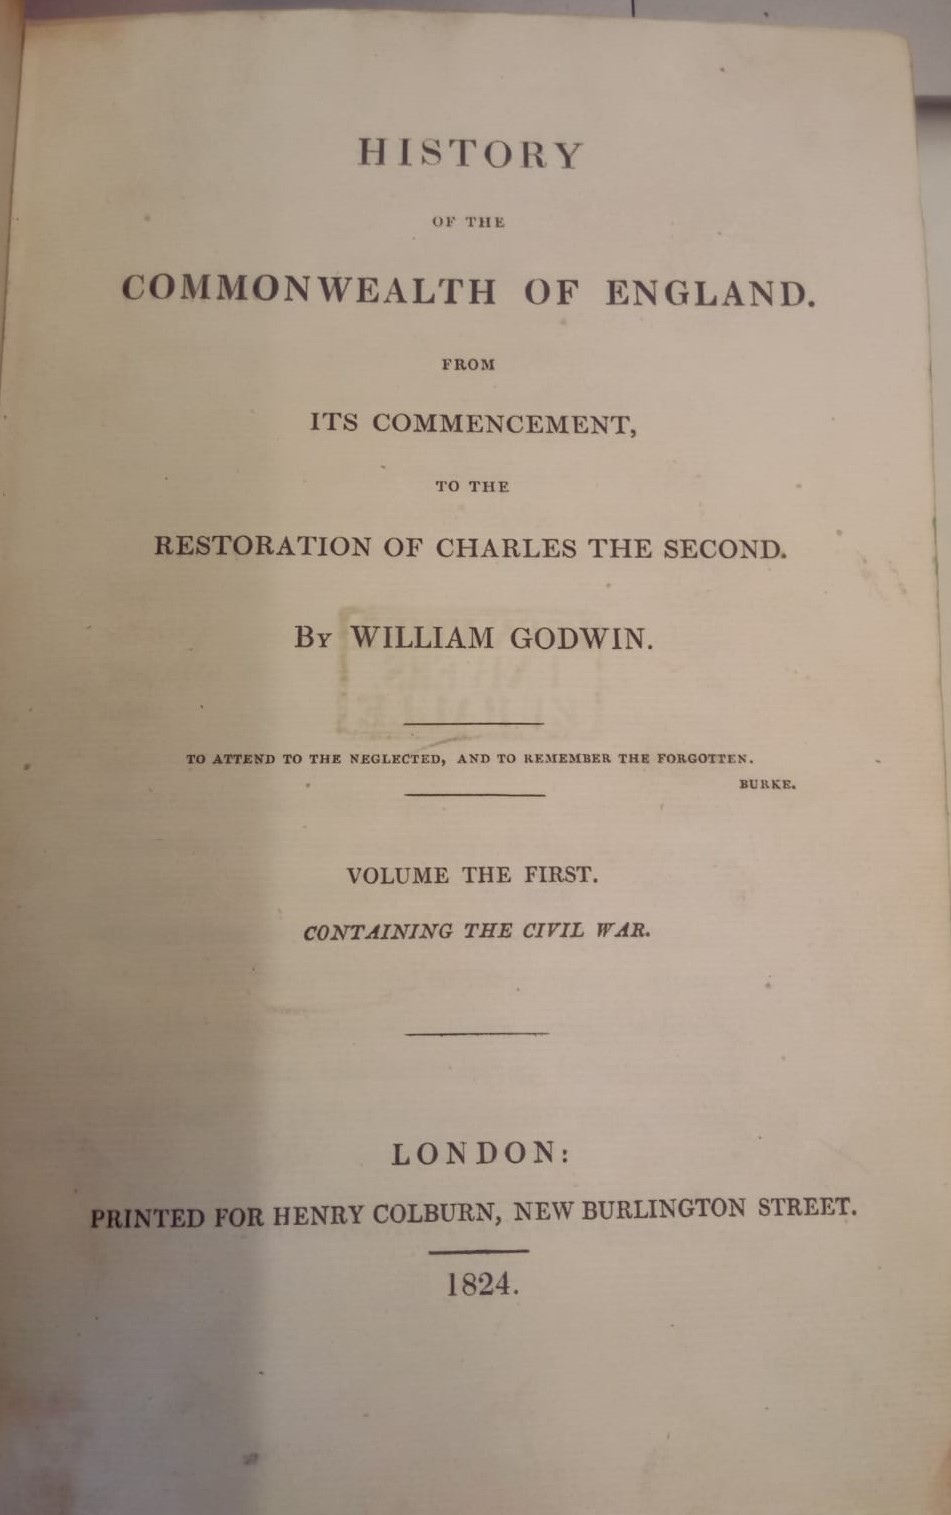 HISTORY
OF THE
COMMONWEALTH OF ENGLAND.
FROM
ITS COMMENCEMENT,
TO THE
RESTORATION OF CHARLES THE SECOND.
By WILLIAM GODWIN.
TO ATTEND TO THE NEGLECTED, AND TO REMEMBER THE FORGOTTEN.
BURKE.
VOLUME THE FIRST.
CONTAINING THE CIVIL WAR.
LONDON:
PRINTED FOR HENRY COLBURN, NEW BURLINGTON STREET.
1824.